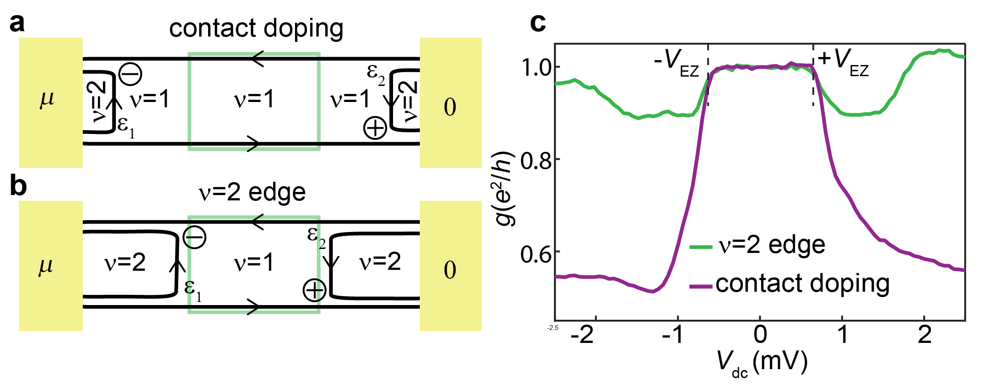 a
contact doping
μ
ν=2
ε1
⊖
ν=1
ν=1
ν=1
ε2
⊕
ν=2
0
b
ν=2 edge
μ
ν=2
ε1
⊖
ν=1
ε2
⊕
ν=2
0
c
-VEZ
+VEZ
1.0
0.8
0.6
g(e²/h)
ν=2 edge
contact doping
-2.5
-2
-1
0
1
2
Vdc (mV)